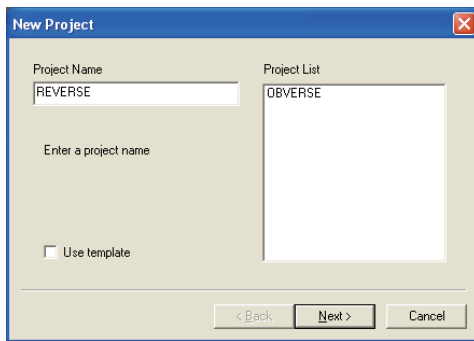 New Project
Project Name
REVERSE
Enter a project name
Use template
Project List
OBVERSE
< Back
Next >
Cancel